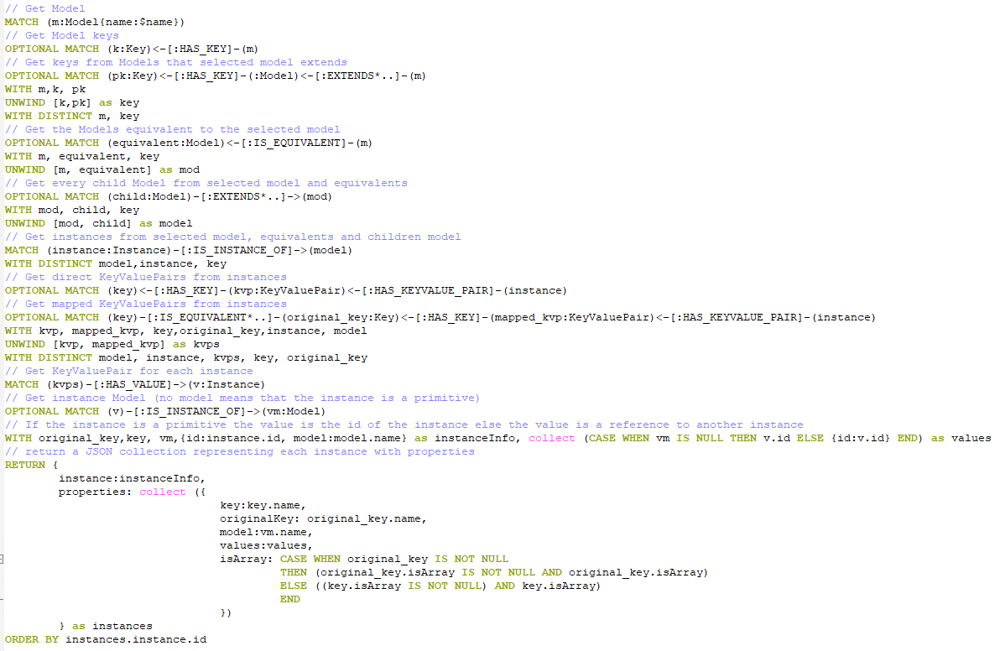 // Get Model
MATCH (m:Model{name:$name})
// Get Model keys
OPTIONAL MATCH (k:Key)<-[:HAS_KEY]-(m)
// Get keys from Models that selected model extends
OPTIONAL MATCH (pk:Key)<-[:HAS_KEY]-(:Model)<-[:EXTENDS*..]-(m)
WITH m,k, pk
UNWIND [k,pk] as key
WITH DISTINCT m, key
// Get the Models equivalent to the selected model
OPTIONAL MATCH (equivalent:Model)<-[:IS_EQUIVALENT]-(m)
WITH m, equivalent, key
UNWIND [m, equivalent] as mod
// Get every child Model from selected model and equivalents
OPTIONAL MATCH (child:Model)-[:EXTENDS*..]->(mod)
WITH mod, child, key
UNWIND [mod, child] as model
// Get instances from selected model, equivalents and children model
MATCH (instance:Instance)-[:IS_INSTANCE_OF]->(model)
WITH DISTINCT model,instance, key
// Get direct KeyValuePairs from instances
OPTIONAL MATCH (key)<-[:HAS_KEY]-(kvp:KeyValuePair)<-[:HAS_KEYVALUE_PAIR]-(instance)
// Get mapped KeyValuePairs from instances
OPTIONAL MATCH (key)-[:IS_EQUIVALENT*..]-(original_key:Key)<-[:HAS_KEY]-(mapped_kvp:KeyValuePair)<-[:HAS_KEYVALUE_PAIR]-(instance)
WITH kvp, mapped_kvp, key,original_key,instance, model
UNWIND [kvp, mapped_kvp] as kvps
WITH DISTINCT model, instance, kvps, key, original_key
// Get KeyValuePair for each instance
MATCH (kvps)-[:HAS_VALUE]->(v:Instance)
// Get instance Model (no model means that the instance is a primitive)
OPTIONAL MATCH (v)-[:IS_INSTANCE_OF]->(vm:Model)
// If the instance is a primitive the value is the id of the instance else the value is a reference to another instance
WITH original_key,key, vm,{id:instance.id, model:model.name} as instanceInfo, collect (CASE WHEN vm IS NULL THEN v.id ELSE {id:v.id} END) as values
// return a JSON collection representing each instance with properties
RETURN {
instance:instanceInfo,
properties: collect ({
key:key.name,
originalKey: original_key.name,
model:vm.name,
values:values,
isArray: CASE WHEN original_key IS NOT NULL
THEN (original_key.isArray IS NOT NULL AND original_key.isArray)
ELSE ((key.isArray IS NOT NULL) AND key.isArray)
END
})
} as instances
ORDER BY instances.instance.id